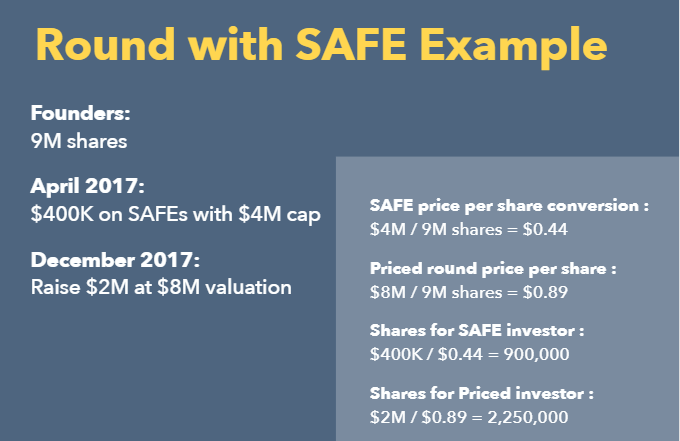 Round with SAFE Example
Founders:
9M shares
April 2017:
$400K on SAFEs with $4M cap
December 2017:
Raise $2M at $8M valuation
SAFE price per share conversion :
$4M / 9M shares = $0.44
Priced round price per share :
$8M / 9M shares = $0.89
Shares for SAFE investor :
$400K / $0.44 = 900,000
Shares for Priced investor :
$2M / $0.89 = 2,250,000